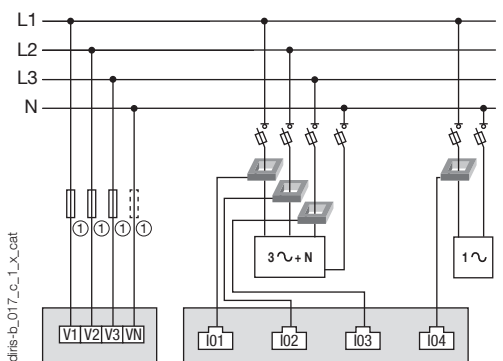 L1
L2
L3
N
① ① ① ①
3∿+N
1∿
V1 V2 V3 VN
I01 I02 I03 I04
diris-b_017_c_1_x_cat